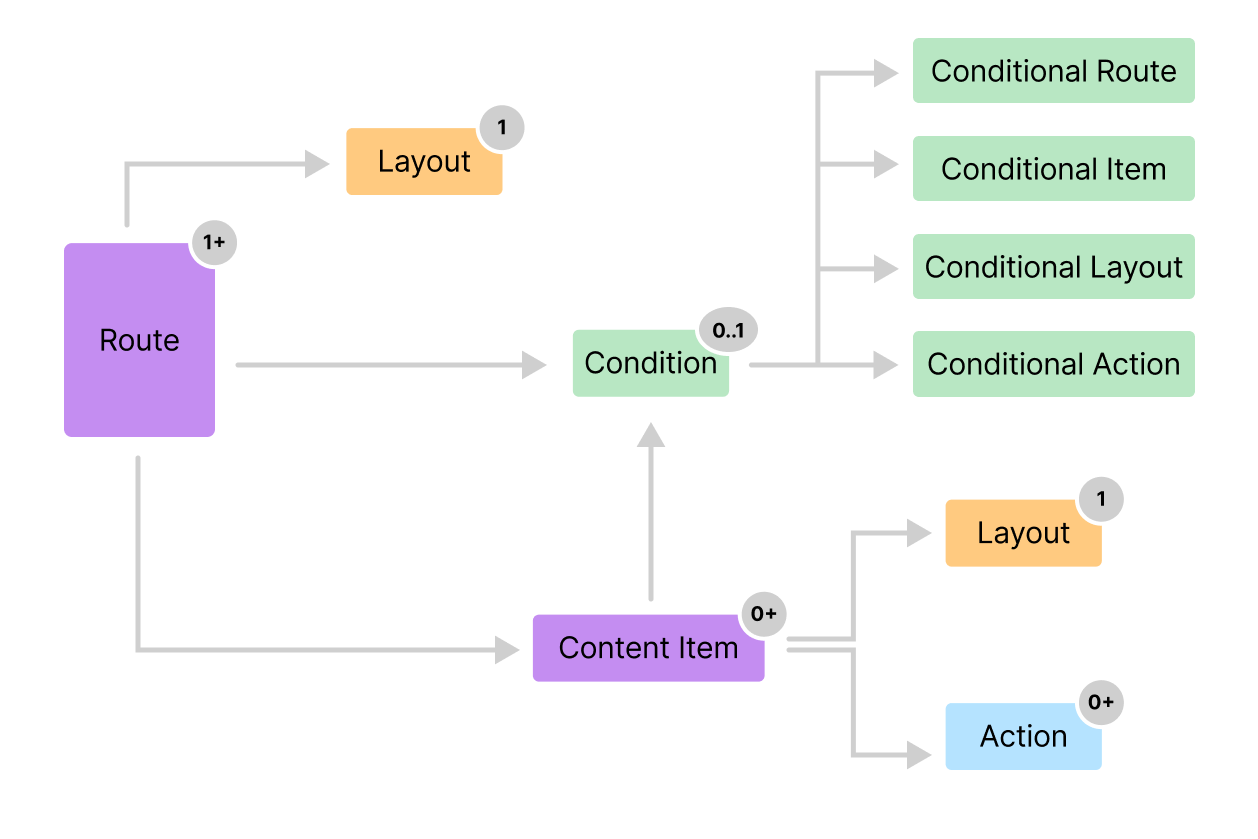 Conditional Route
1
Layout
Conditional Item
1+
Conditional Layout
Route
0..1
Condition
Conditional Action
1
Layout
0+
Content Item
0+
Action